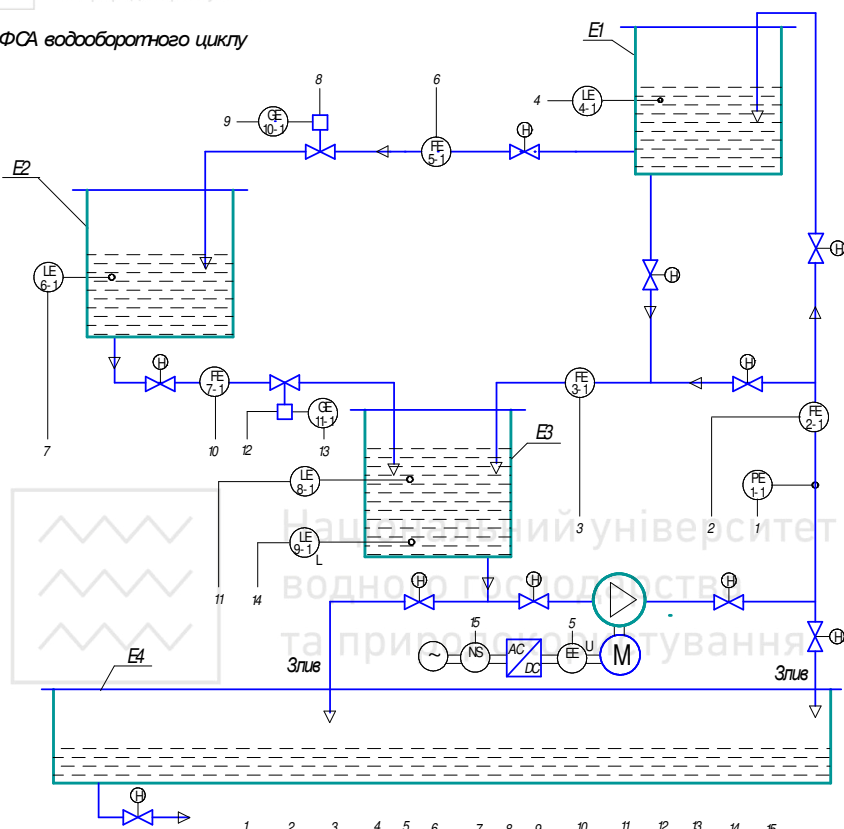 ФСА водооборотного циклу
E1
8
6
9
GE
10-1
4
LE
4-1
FE
5-1
H
E2
LE
6-1
H
H
H
FE
7-1
GE
11-1
FE
3-1
H
FE
2-1
7
10
12
13
E3
LE
8-1
PE
1-1
3
2
1
Національний університет
LE
9-1
L
11
14
H
H
H
водного господарства
15
5
~
NS
AC
DC
EE
U
M
H
та природокористування
E4
Злив
Злив
H
1 2 3 4 5 6 7 8 9 10 11 12 13 14 15